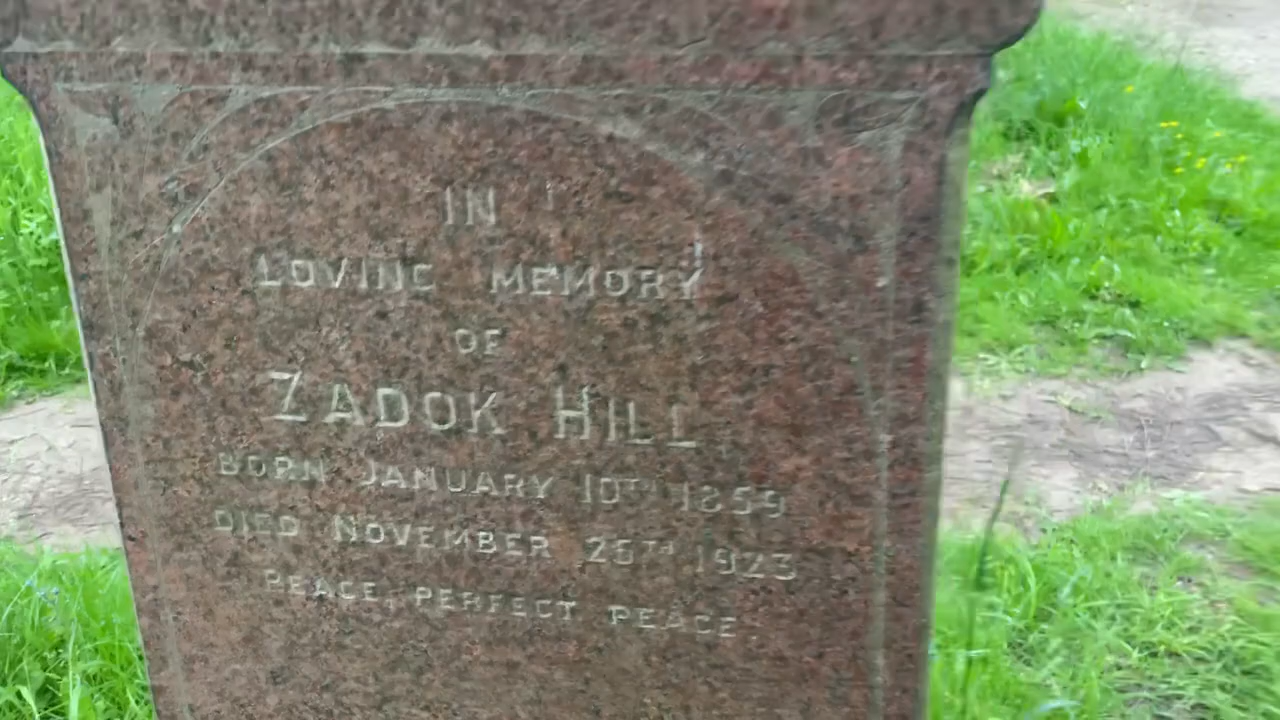 IN
LOVING MEMORY
OF
ZADOK HILL
BORN JANUARY 10TH 1859
DIED NOVEMBER 25TH 1923
PEACE, PERFECT PEACE.